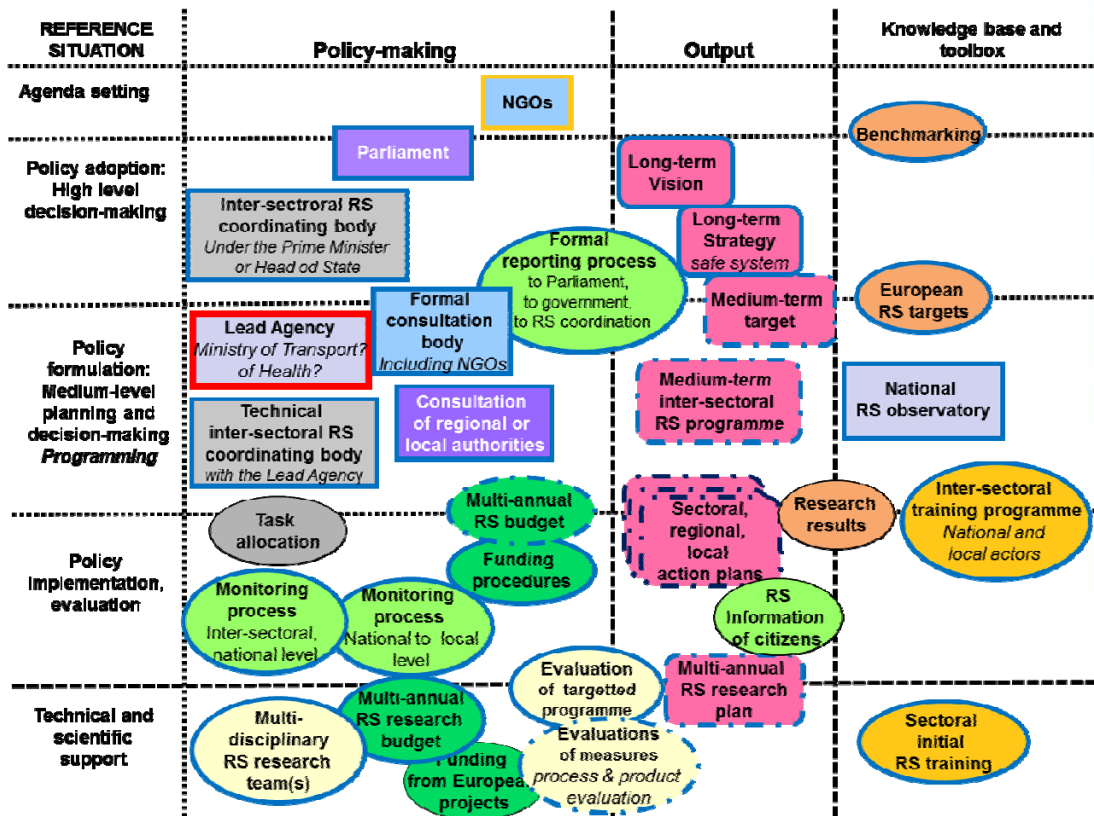 REFERENCE
SITUATION
Policy-making
Output
Knowledge base and
toolbox
Agenda setting
NGOs
Benchmarking
Policy adoption:
High level
decision-making
Parliament
Inter-sectroral RS
coordinating body
Under the Prime Minister
or Head od State
Formal
reporting process
to Parliament,
to government,
to RS coordination
Long-term
Vision
Long-term
Strategy
safe system
Medium-term
target
European
RS targets
Policy
formulation:
Medium-level
planning and
decision-making
Programming
Lead Agency
Ministry of Transport?
of Health?
Formal
consultation
body
Including NGOs
Technical
inter-sectoral RS
coordinating body
with the Lead Agency
Consultation
of regional or
local authorities
Medium-term
inter-sectoral
RS programme
National
RS observatory
Policy
implementation,
evaluation
Task
allocation
Multi-annual
RS budget
Funding
procedures
Monitoring
process
Inter-sectoral,
national level
Monitoring
process
National to local
level
Sectoral,
regional,
local
action plans
Research
results
Inter-sectoral
training programme
National and
local actors
RS
Information
of citizens
Technical and
scientific
support
Multi-
disciplinary
RS research
team(s)
Multi-annual
RS research
budget
Funding
from Europea
projects
Evaluation
of targetted
programme
Evaluations
of measures
process & product
evaluation
Multi-annual
RS research
plan
Sectoral
initial
RS training